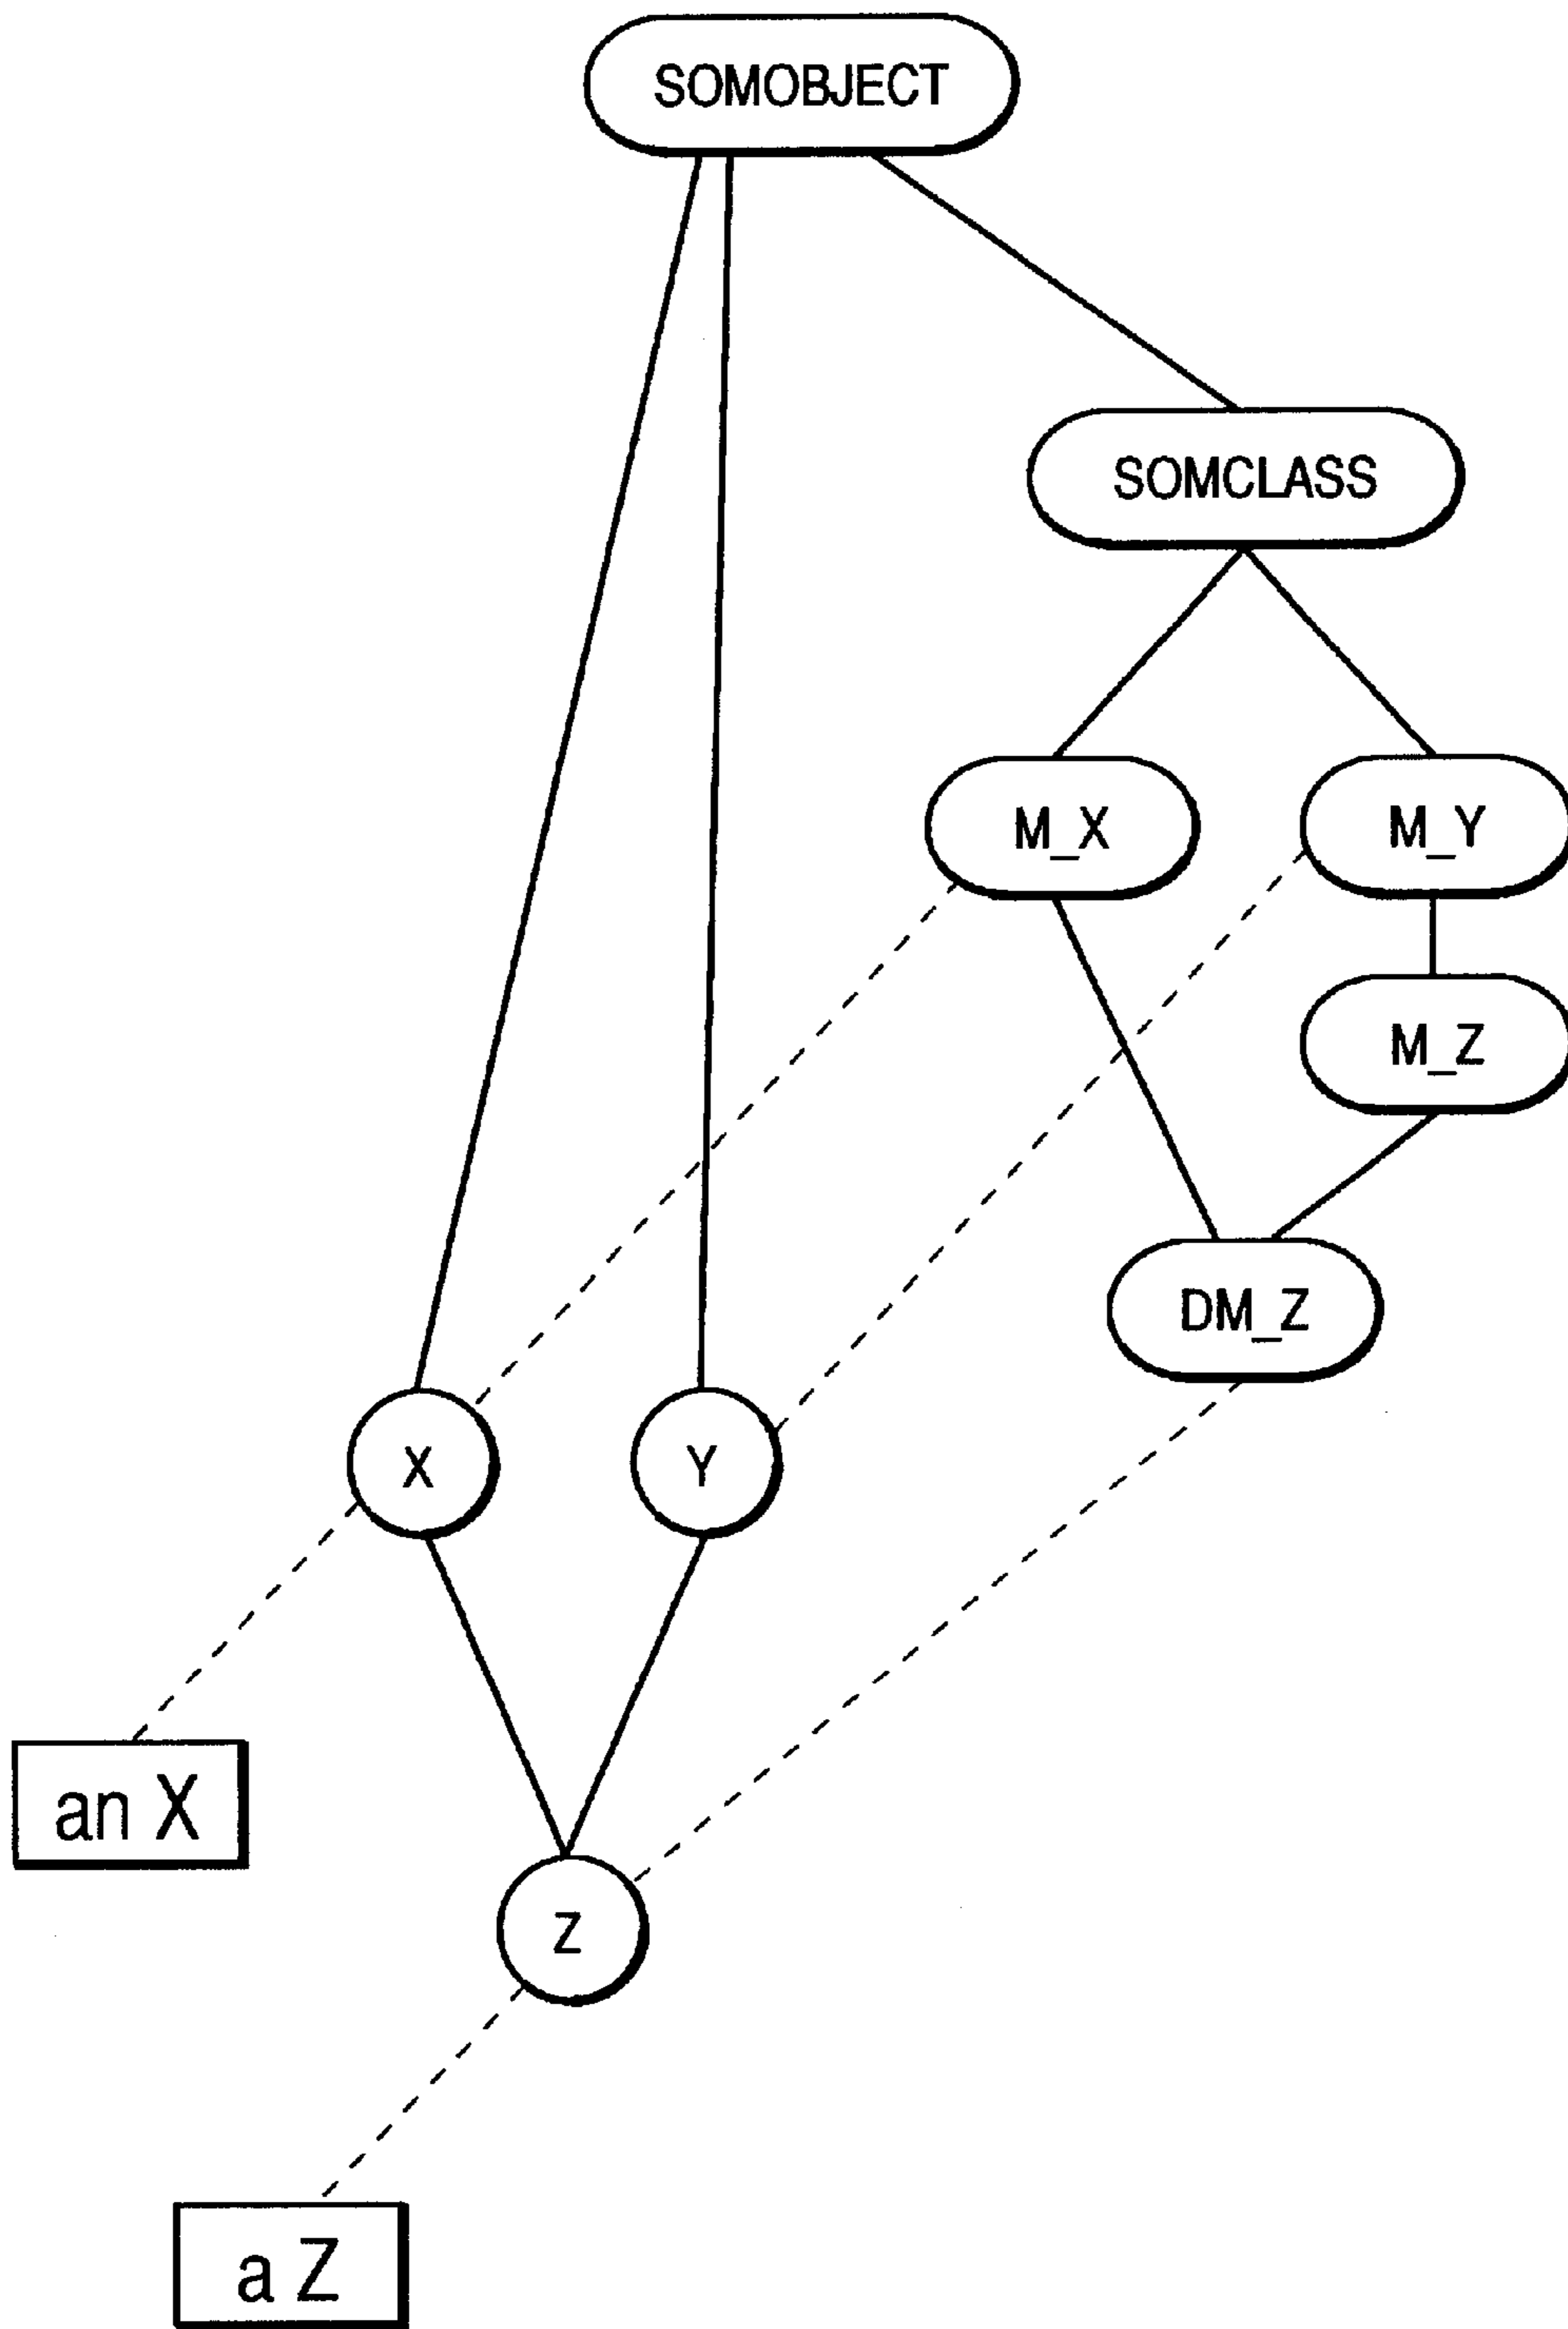 SOMOBJECT
SOMCLASS
M_X
M_Y
M_Z
DM_Z
X
Y
an X
Z
a Z